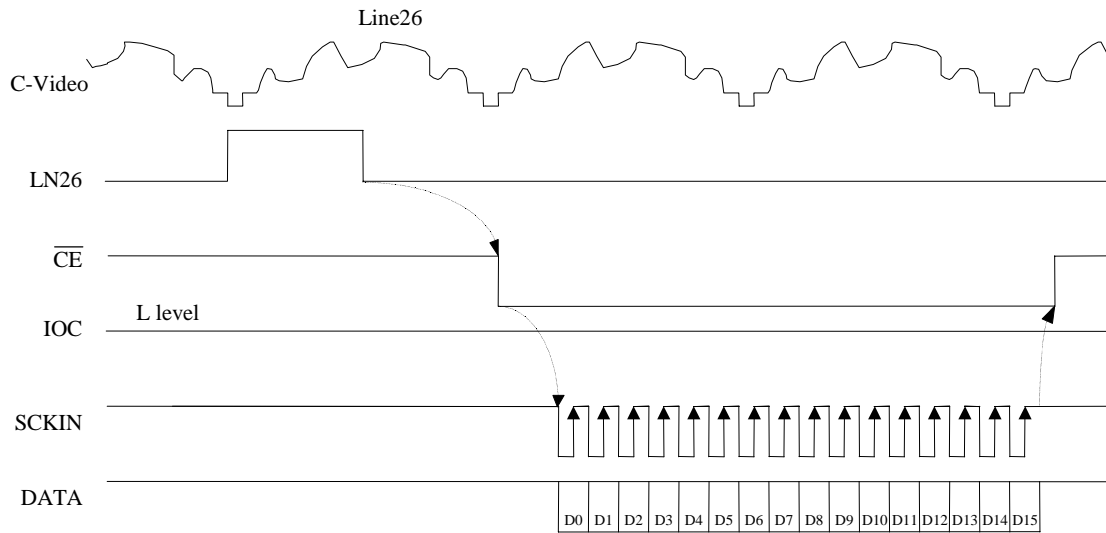 Line26
C-Video
LN26
CE
L level
IOC
SCKIN
DATA
D0 D1 D2 D3 D4 D5 D6 D7 D8 D9 D10 D11 D12 D13 D14 D15